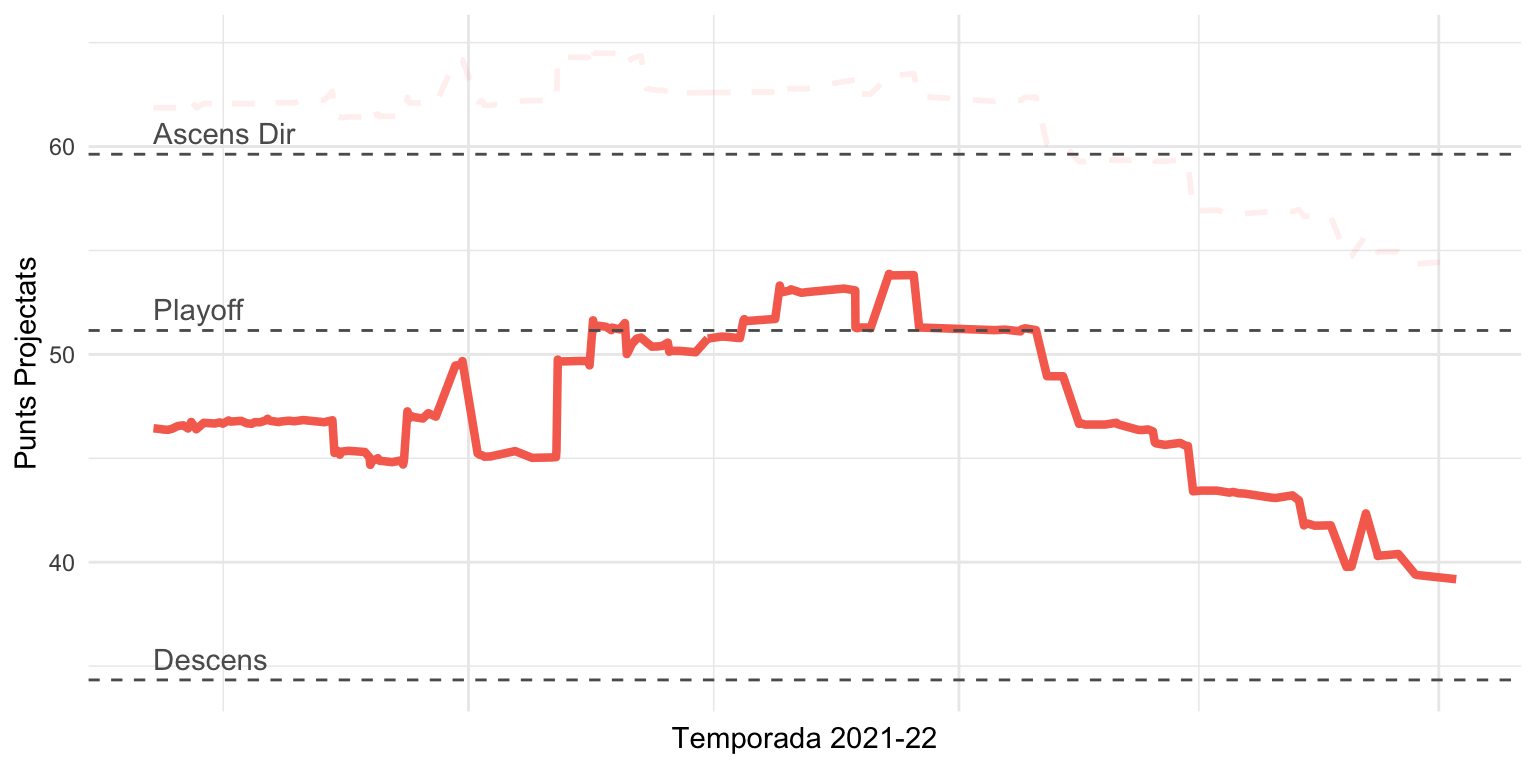 Punts Projectats
60
50
40
Ascens Dir
Playoff
Descens
Temporada 2021-22